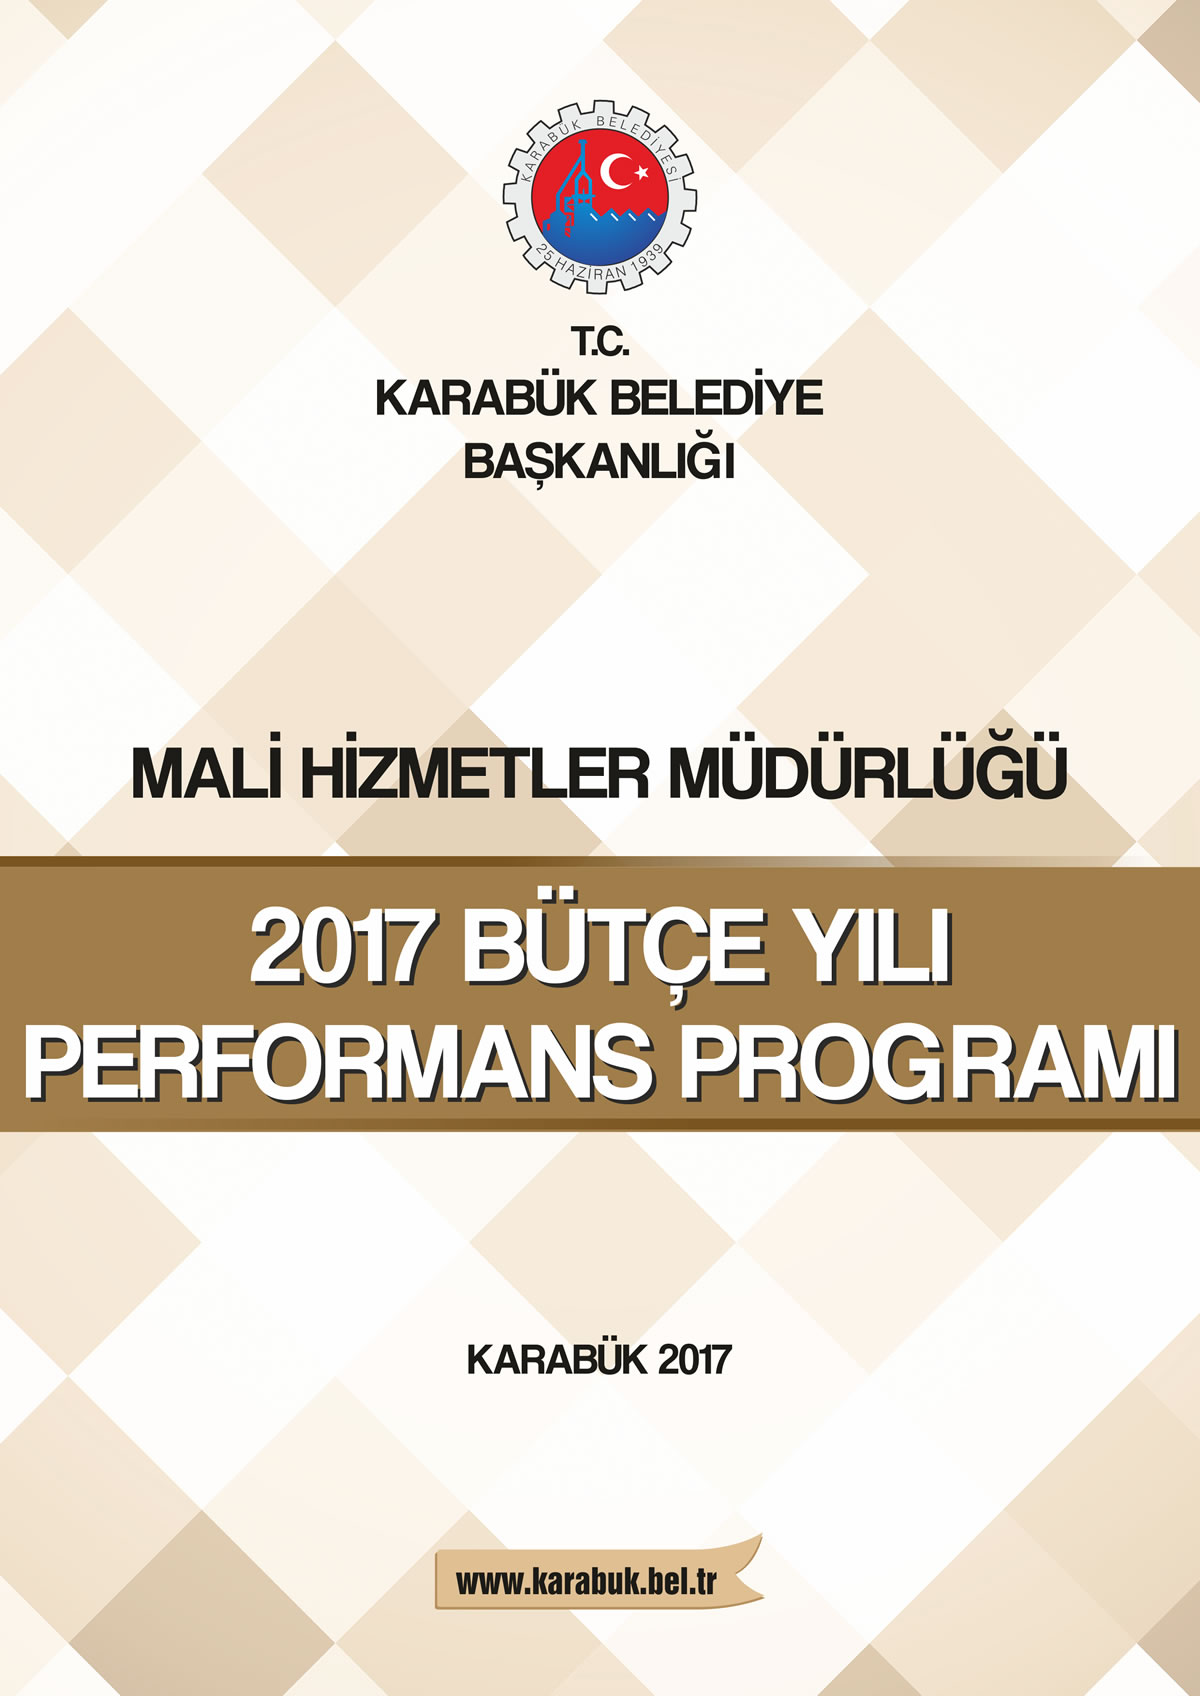 KARABÜK BELEDİYESİ
25 HAZİRAN 1939
T.C.
KARABÜK BELEDİYE
BAŞKANLIĞI
MALİ HİZMETLER MÜDÜRLÜĞÜ
2017 BÜTÇE YILI
PERFORMANS PROGRAMI
KARABÜK 2017
www.karabuk.bel.tr